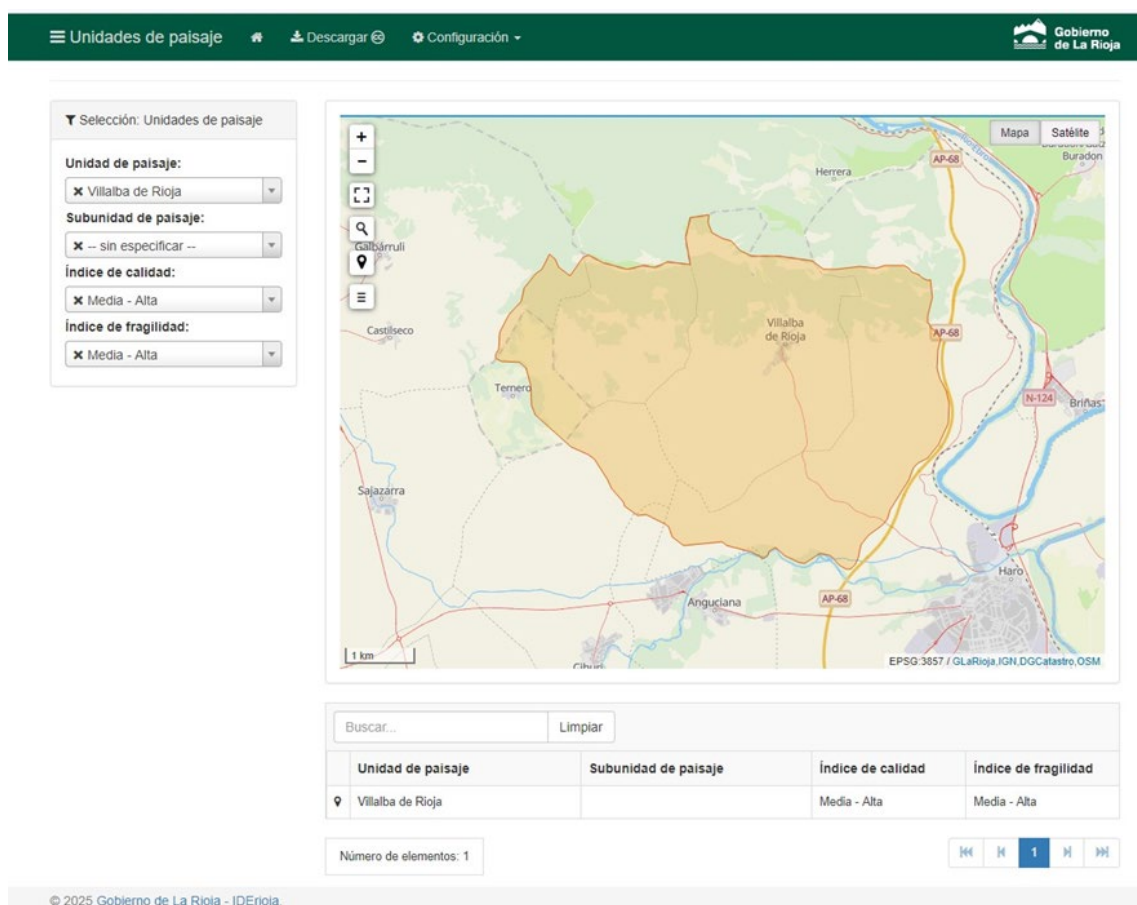 Unidades de paisaje
Descargar
Configuración
Gobierno
de La Rioja
Selección: Unidades de paisaje
Unidad de paisaje:
× Villalba de Rioja
Subunidad de paisaje:
× -- sin especificar --
Índice de calidad:
× Media - Alta
Índice de fragilidad:
× Media - Alta
+
−
Mapa
Satélite
Buradon
AP-68
Herrera
Galbárruli
Villalba
de Rioja
Castilseco
AP-68
Ternero
N-124
Briñas
Sajazarra
Haro
Anguciana
AP-68
1 km
Cihuri
EPSG:3857 / GLaRioja,IGN,DGCatastro,OSM
Buscar...
Limpiar
Unidad de paisaje Subunidad de paisaje Índice de calidad Índice de fragilidad
Villalba de Rioja Media - Alta Media - Alta
Número de elementos: 1
1
© 2025 Gobierno de La Rioja - IDErioja.